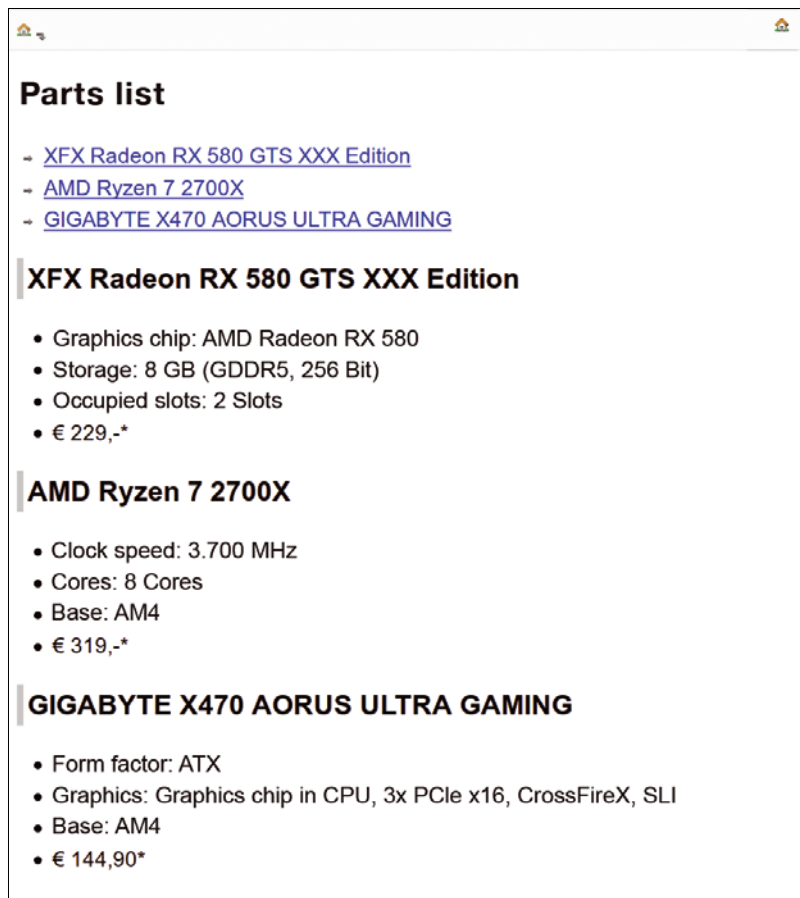 Parts list
XFX Radeon RX 580 GTS XXX Edition
AMD Ryzen 7 2700X
GIGABYTE X470 AORUS ULTRA GAMING
XFX Radeon RX 580 GTS XXX Edition
Graphics chip: AMD Radeon RX 580
Storage: 8 GB (GDDR5, 256 Bit)
Occupied slots: 2 Slots
€ 229,-*
AMD Ryzen 7 2700X
Clock speed: 3.700 MHz
Cores: 8 Cores
Base: AM4
€ 319,-*
GIGABYTE X470 AORUS ULTRA GAMING
Form factor: ATX
Graphics: Graphics chip in CPU, 3x PCIe x16, CrossFireX, SLI
Base: AM4
€ 144,90*